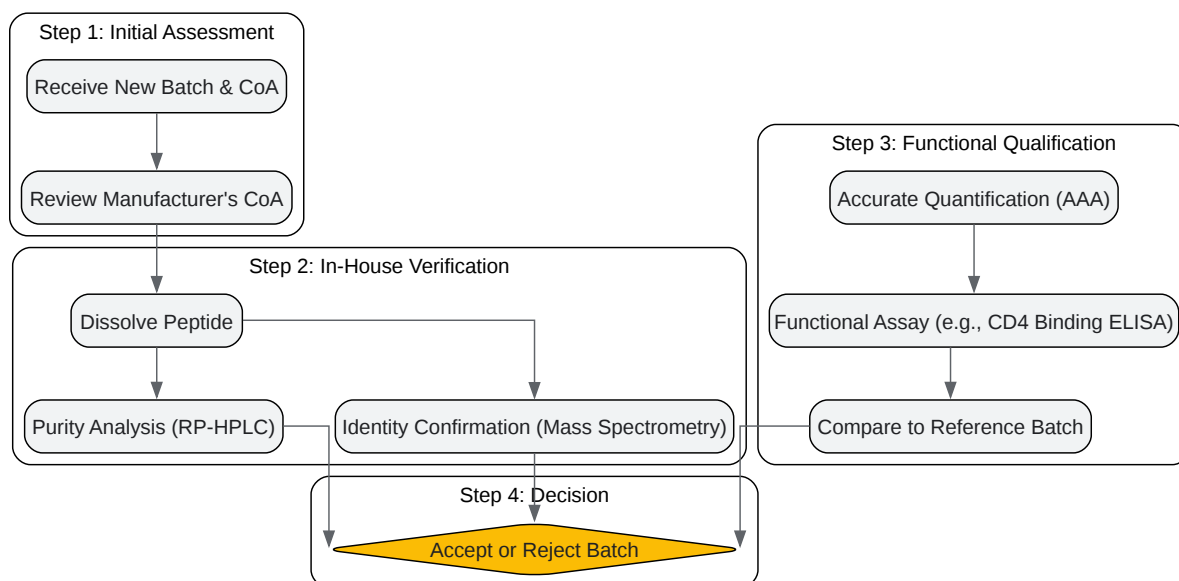 Step 1: Initial Assessment
Receive New Batch & CoA
Review Manufacturer's CoA
Step 2: In-House Verification
Dissolve Peptide
Purity Analysis (RP-HPLC)
Identity Confirmation (Mass Spectrometry)
Step 3: Functional Qualification
Accurate Quantification (AAA)
Functional Assay (e.g., CD4 Binding ELISA)
Compare to Reference Batch
Step 4: Decision
Accept or Reject Batch